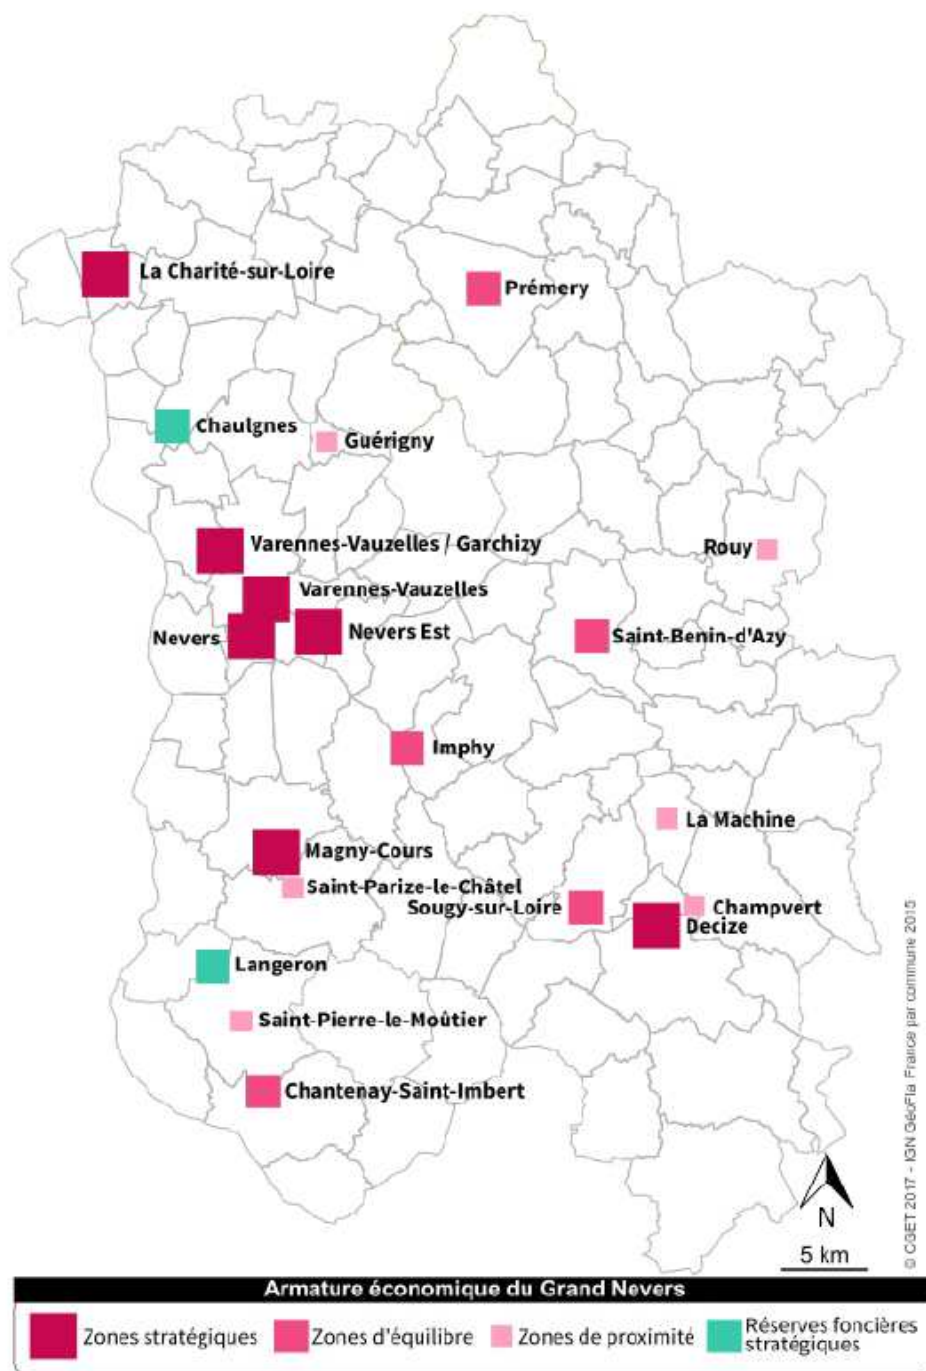 La Charité-sur-Loire
Prémery
Chaulgnes
Guérigny
Varennes-Vauzelles / Garchizy
Rouy
Varennes-Vauzelles
Nevers
Nevers Est
Saint-Benin-d'Azy
Imphy
La Machine
Magny-Cours
Saint-Parize-le-Châtel
Sougy-sur-Loire
Champvert
Decize
Langeron
Saint-Pierre-le-Moûtier
Chantenay-Saint-Imbert
N
5 km
© CGET 2017 - IGN GéoFla France par commune 2015
Armature économique du Grand Nevers
Zones stratégiques
Zones d'équilibre
Zones de proximité
Réserves foncières
stratégiques